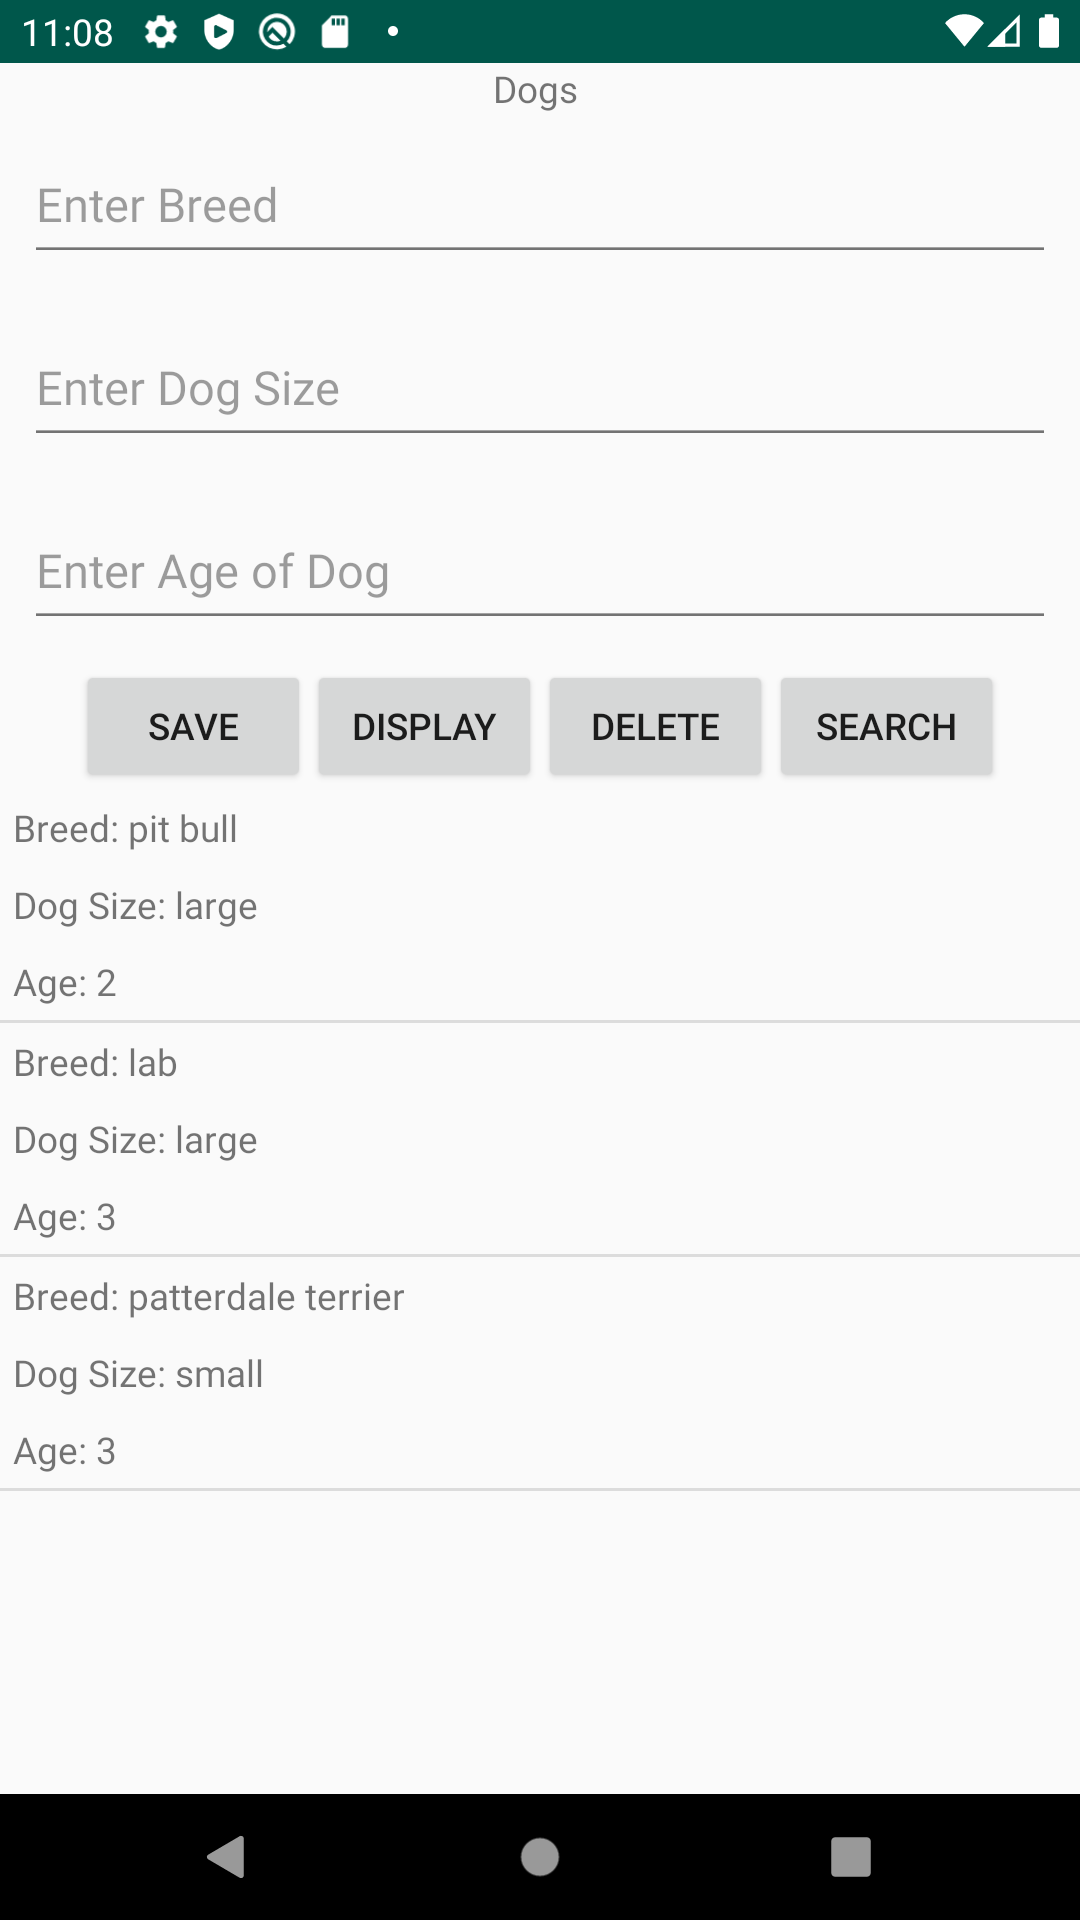 11:08
Dogs
Enter Breed
Enter Dog Size
Enter Age of Dog
SAVE DISPLAY DELETE SEARCH
Breed: pit bull
Dog Size: large
Age: 2
Breed: lab
Dog Size: large
Age: 3
Breed: patterdale terrier
Dog Size: small
Age: 3